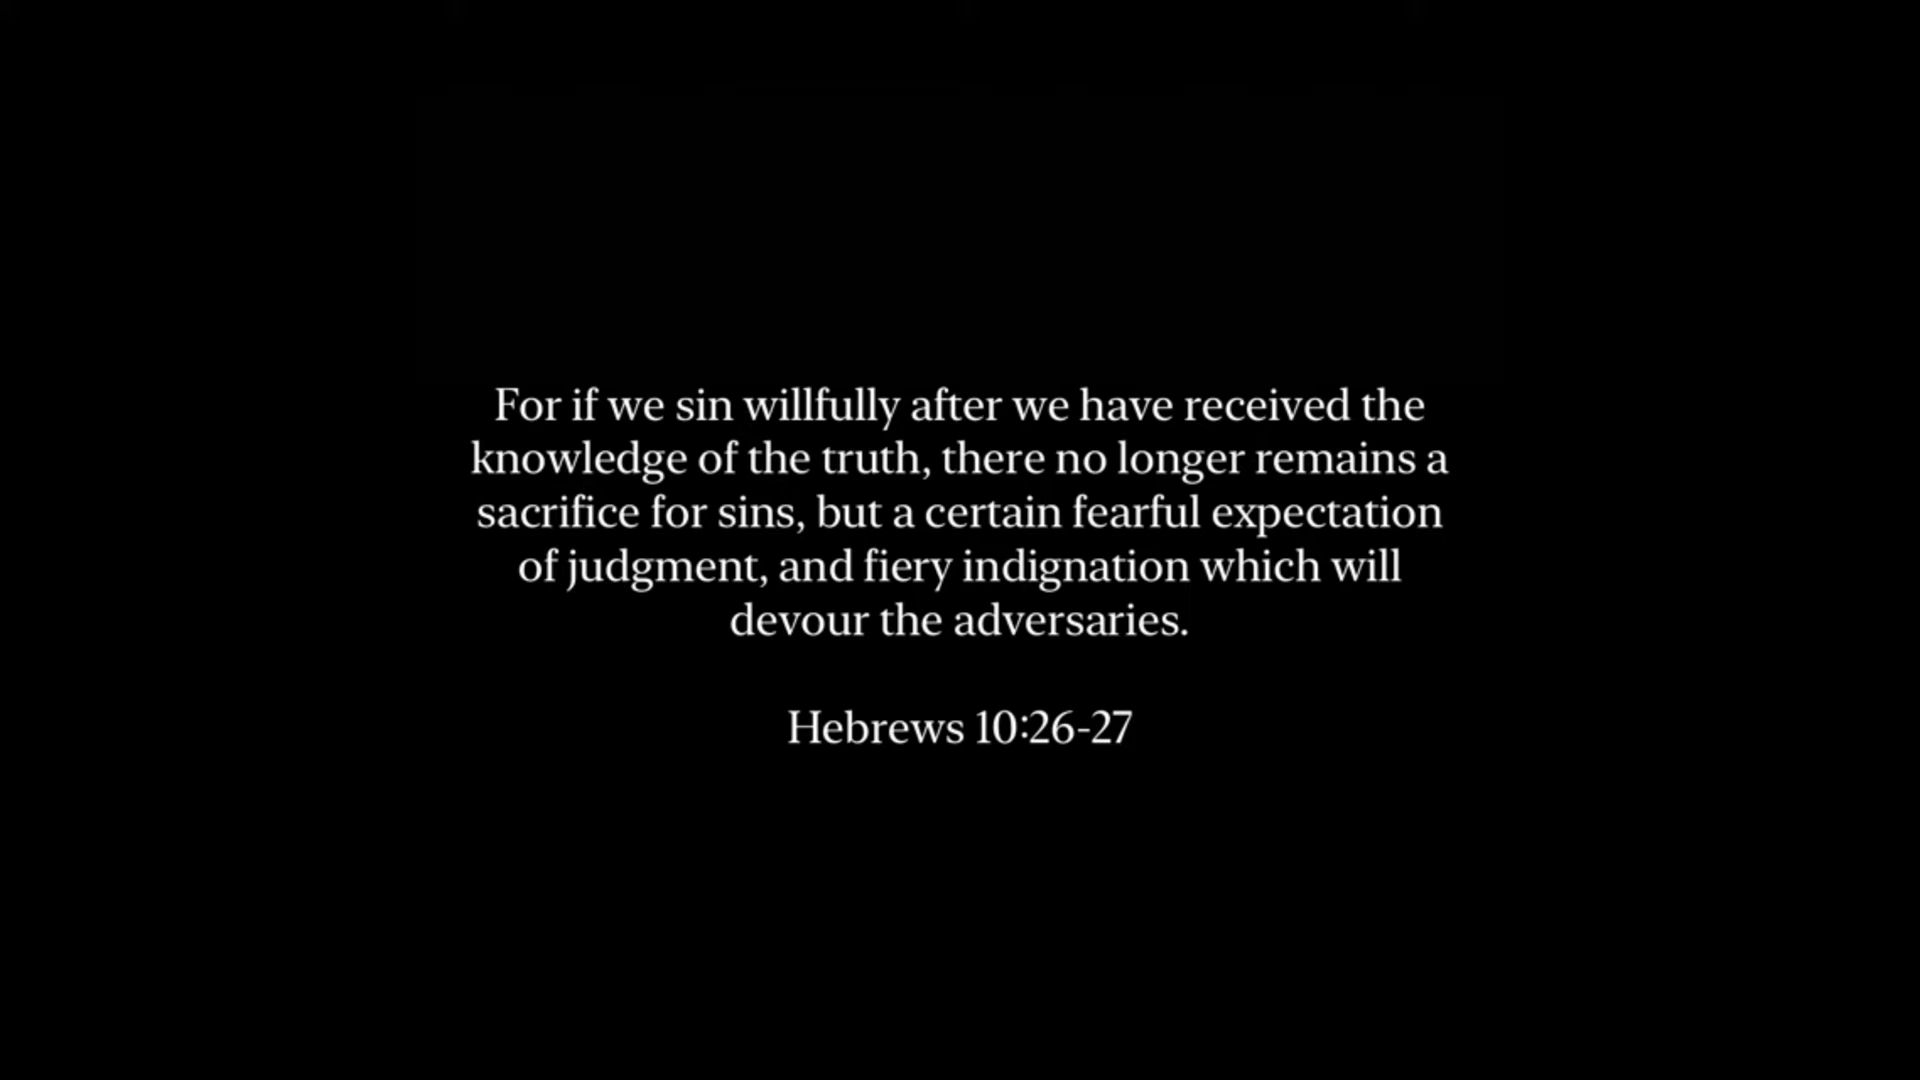 For if we sin willfully after we have received the
knowledge of the truth, there no longer remains a
sacrifice for sins, but a certain fearful expectation
of judgment, and fiery indignation which will
devour the adversaries.
Hebrews 10:26-27